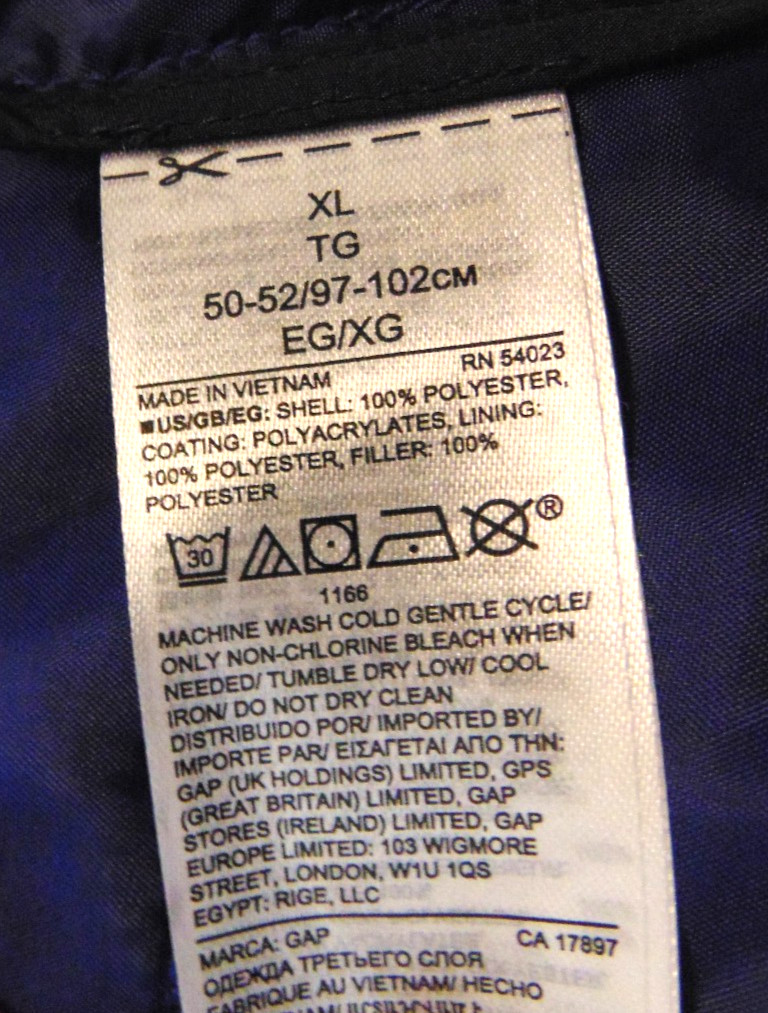 XL
TG
50-52/97-102CM
EG/XG
MADE IN VIETNAM RN 54023
■US/GB/EG: SHELL: 100% POLYESTER,
COATING: POLYACRYLATES, LINING:
100% POLYESTER, FILLER: 100%
POLYESTER
30 ®
1166
MACHINE WASH COLD GENTLE CYCLE/
ONLY NON-CHLORINE BLEACH WHEN
NEEDED/ TUMBLE DRY LOW/ COOL
IRON/ DO NOT DRY CLEAN
DISTRIBUIDO POR/ IMPORTED BY/
IMPORTE PAR/ ΕΙΣΑΓΕΤΑΙ ΑΠΟ ΤΗΝ:
GAP (UK HOLDINGS) LIMITED, GPS
(GREAT BRITAIN) LIMITED, GAP
STORES (IRELAND) LIMITED, GAP
EUROPE LIMITED: 103 WIGMORE
STREET, LONDON, W1U 1QS
EGYPT: RIGE, LLC
MARCA: GAP CA 17897
ОДЕЖДА ТРЕТЬЕГО СЛОЯ
FABRIQUE AU VIETNAM/ HECHO